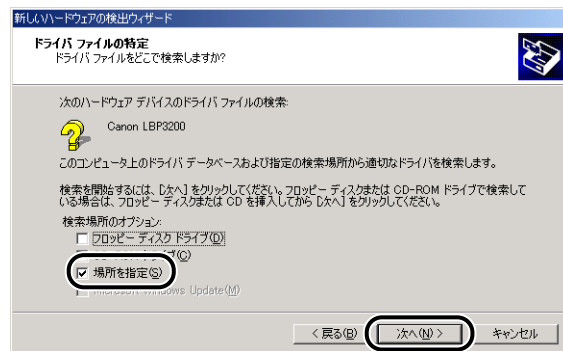 新しいハードウェアの検出ウィザード
ドライバ ファイルの特定
ドライバ ファイルをどこで検索しますか?
次のハードウェア デバイスのドライバ ファイルの検索:
Canon LBP3200
このコンピュータ上のドライバ データベースおよび指定の検索場所から適切なドライバを検索します。
検索を開始するには、[次へ] をクリックしてください。フロッピー ディスクまたは CD-ROM ドライブで検索して
いる場合は、フロッピー ディスクまたは CD を挿入してから [次へ] をクリックしてください。
検索場所のオプション:
フロッピー ディスク ドライブ(D)
(C)
場所を指定(S)
Microsoft Windows Update(M)
< 戻る(B)
次へ(N) >
キャンセル